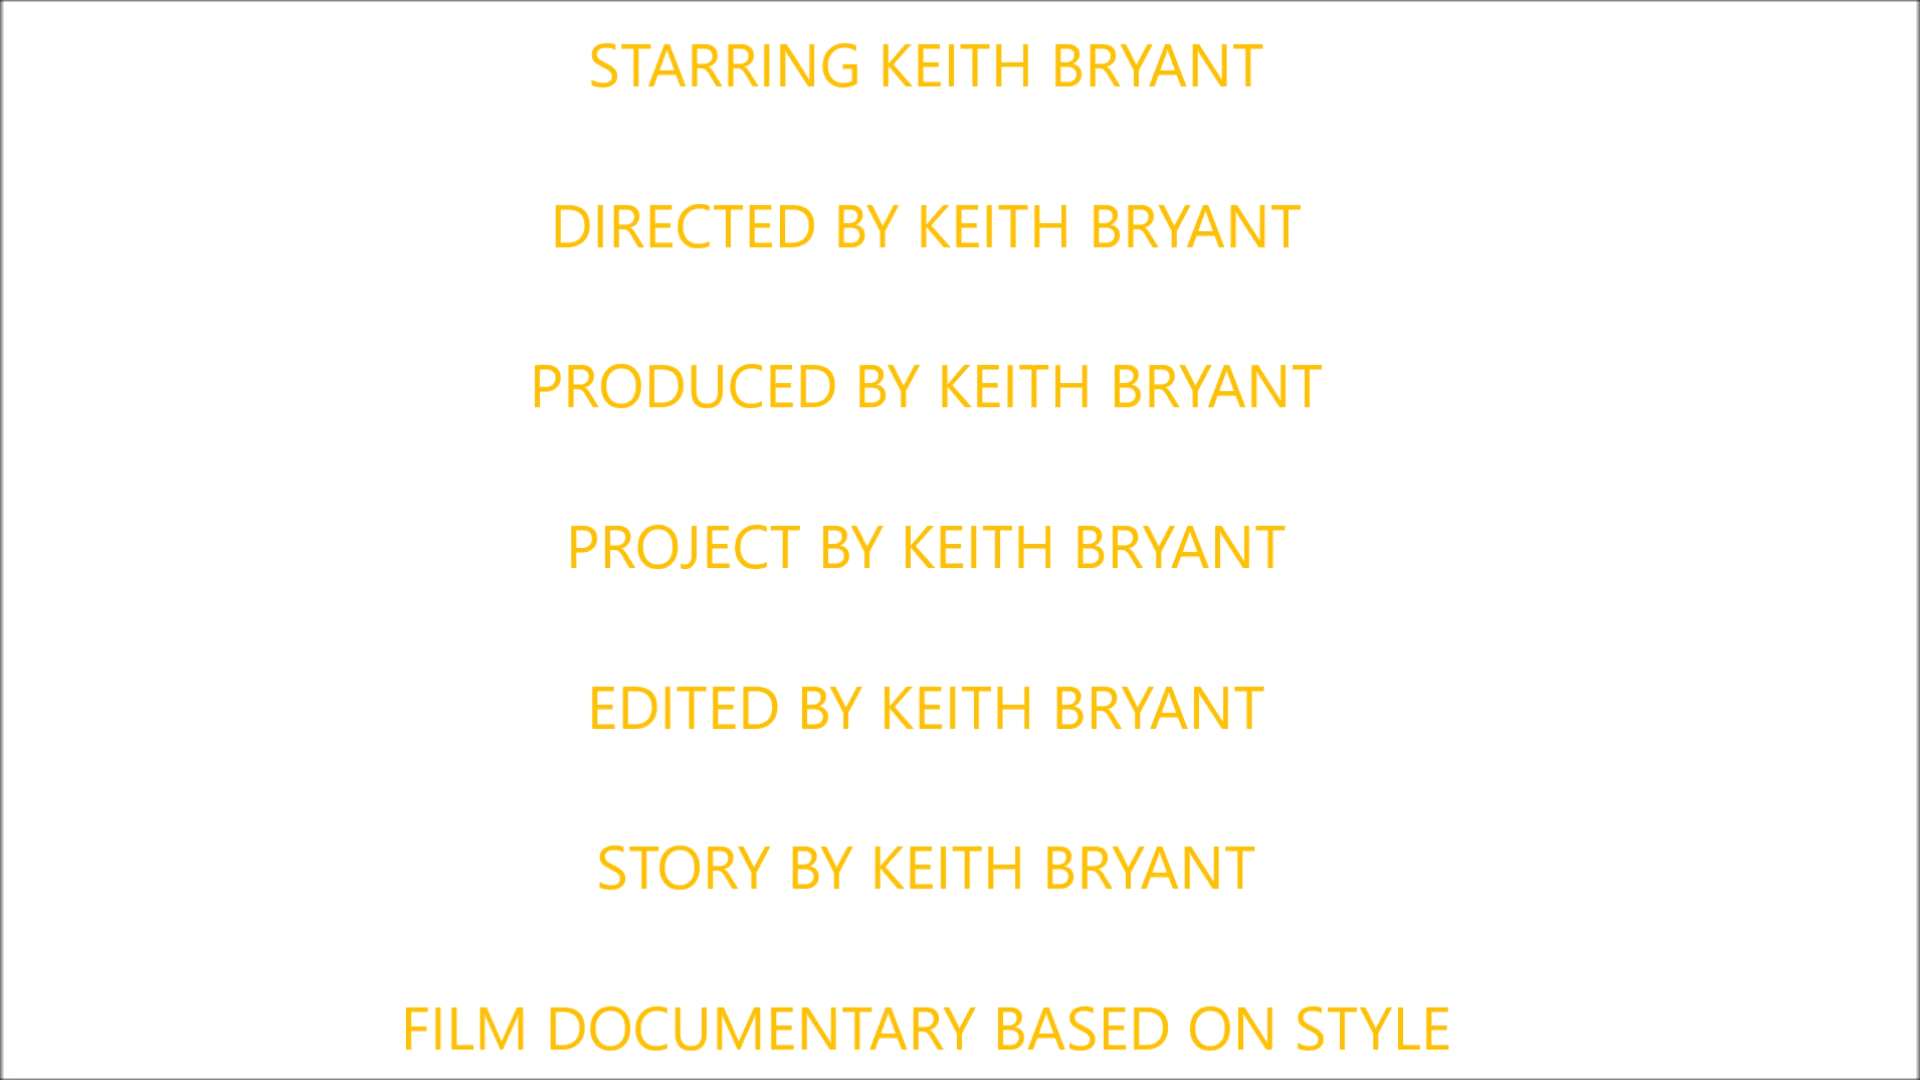 STARRING KEITH BRYANT
DIRECTED BY KEITH BRYANT
PRODUCED BY KEITH BRYANT
PROJECT BY KEITH BRYANT
EDITED BY KEITH BRYANT
STORY BY KEITH BRYANT
FILM DOCUMENTARY BASED ON STYLE